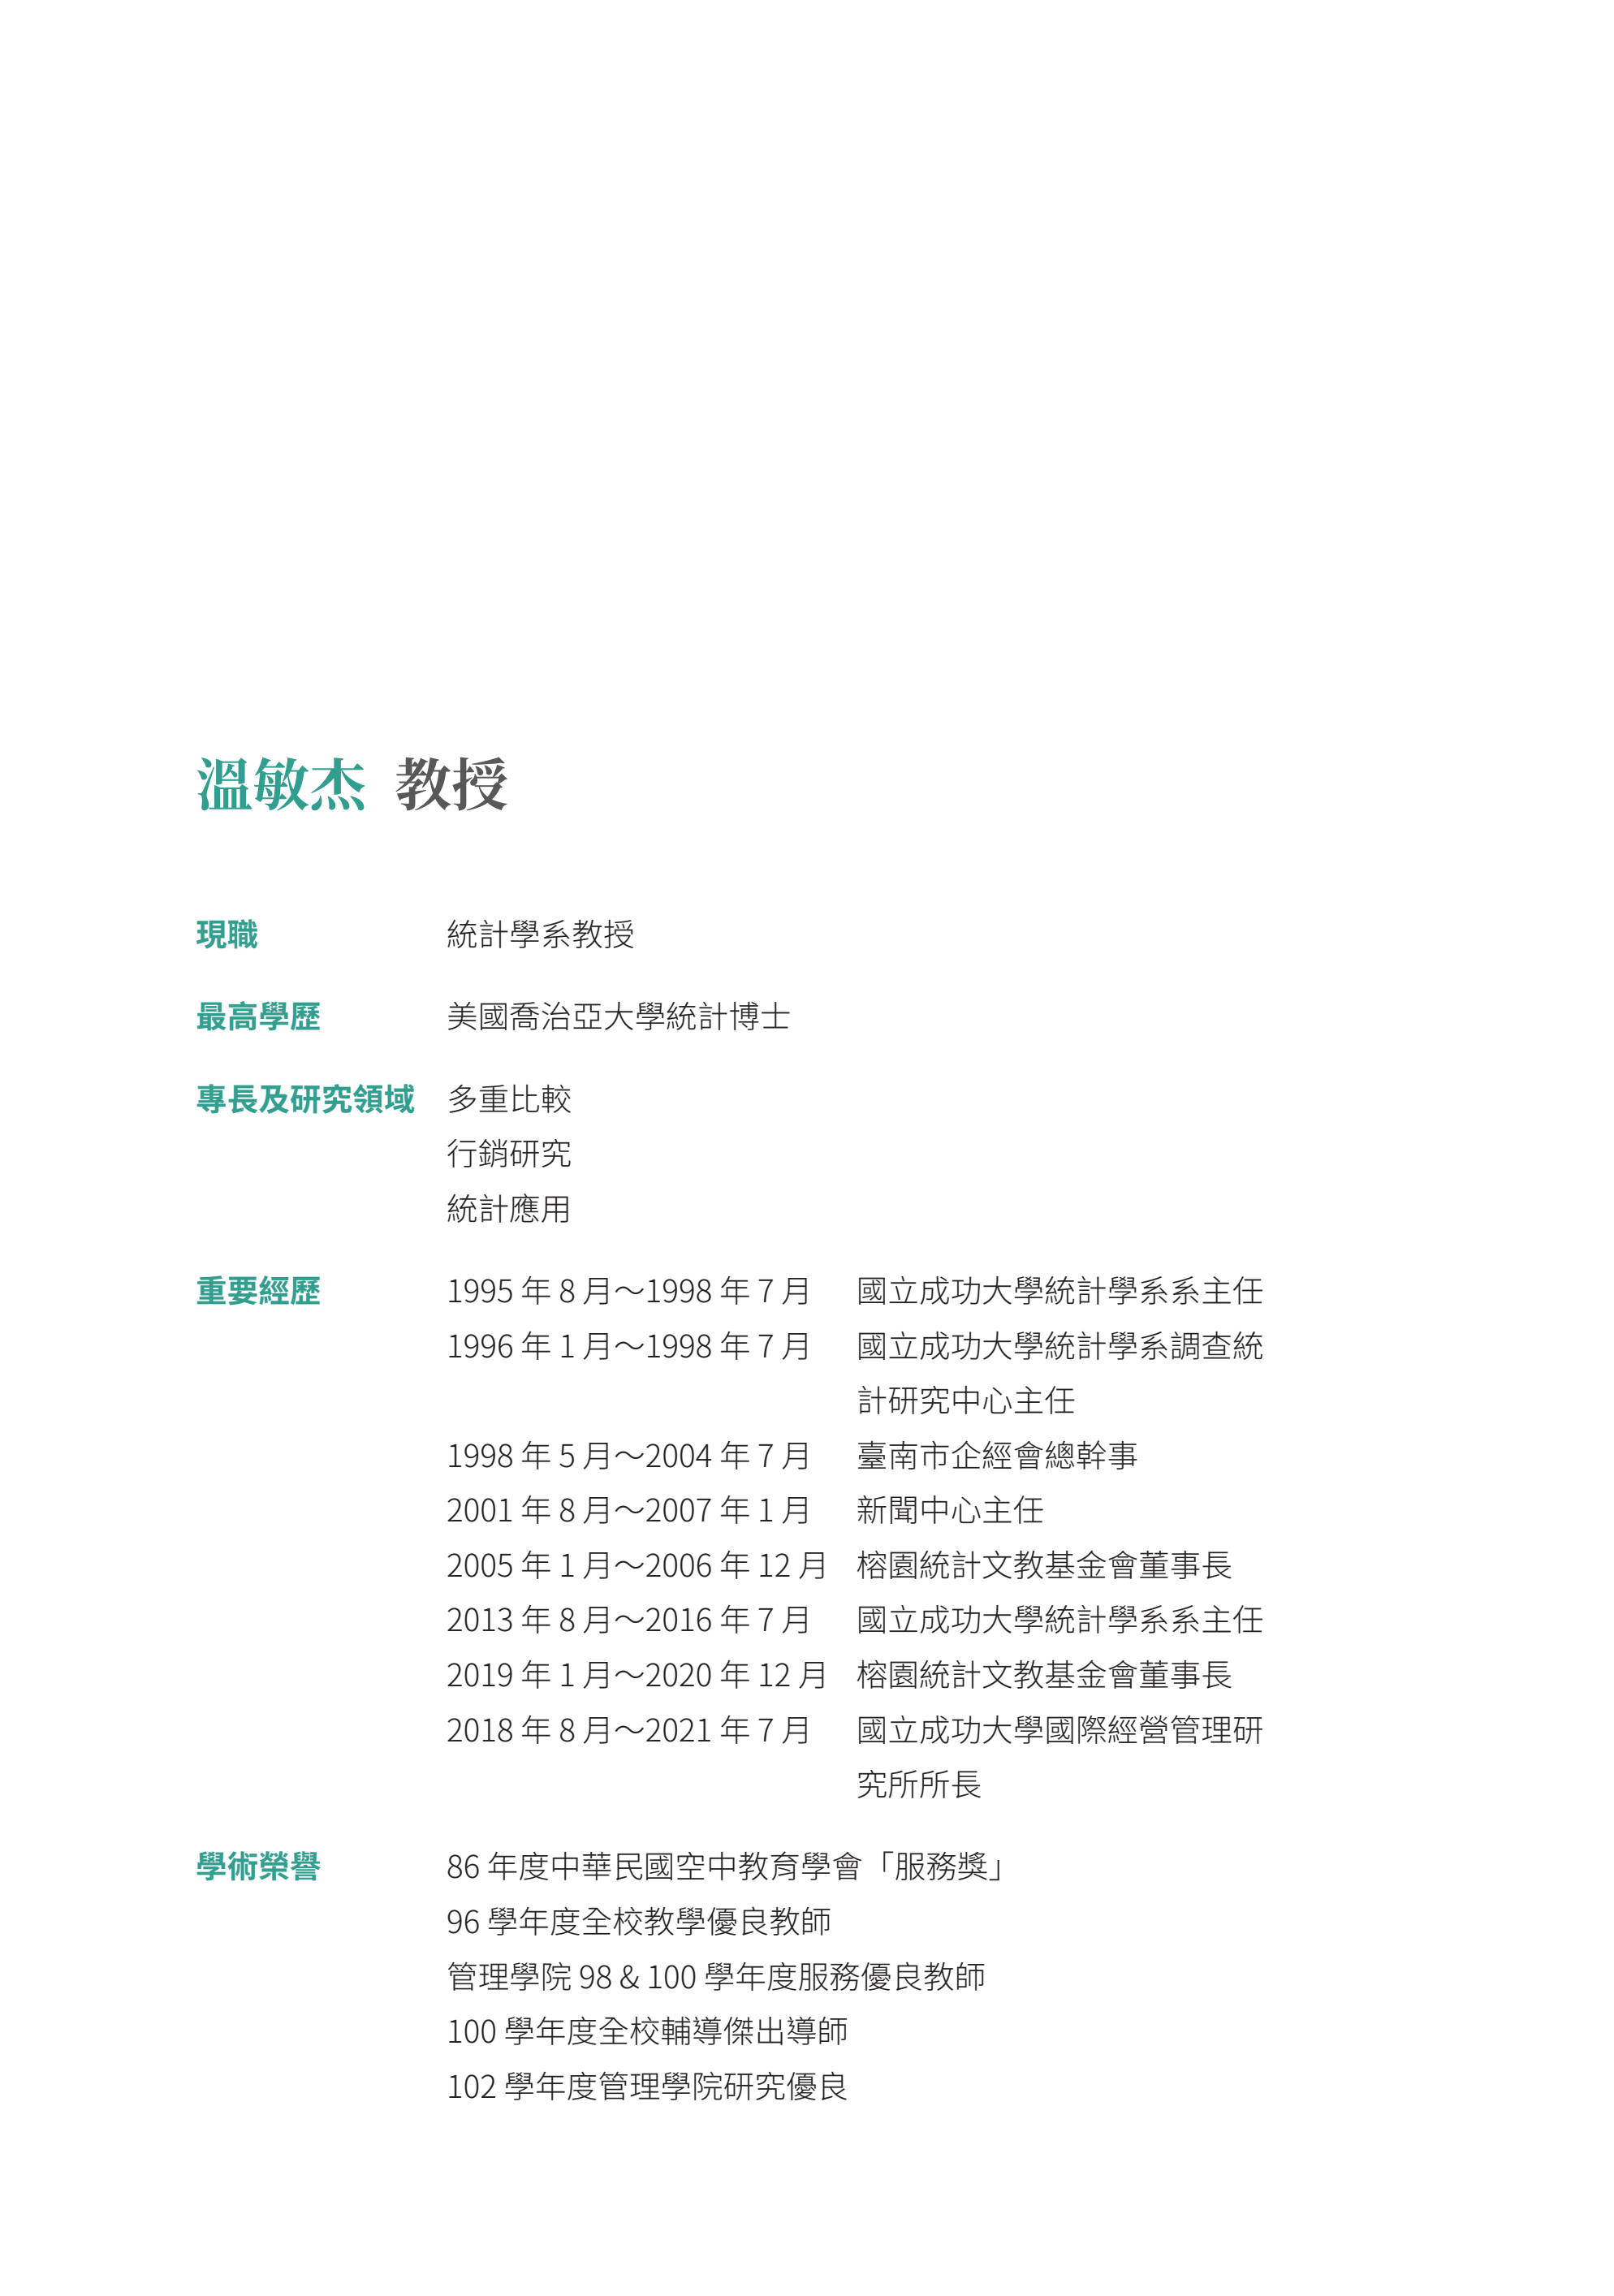 溫敏杰 教授
現職 統計學系教授
最高學歷 美國喬治亞大學統計博士
專長及研究領域 多重比較
行銷研究
統計應用
重要經歷 1995 年 8 月～1998 年 7 月 國立成功大學統計學系系主任
1996 年 1 月～1998 年 7 月 國立成功大學統計學系調查統
計研究中心主任
1998 年 5 月～2004 年 7 月 臺南市企經會總幹事
2001 年 8 月～2007 年 1 月 新聞中心主任
2005 年 1 月～2006 年 12 月 榕園統計文教基金會董事長
2013 年 8 月～2016 年 7 月 國立成功大學統計學系系主任
2019 年 1 月～2020 年 12 月 榕園統計文教基金會董事長
2018 年 8 月～2021 年 7 月 國立成功大學國際經營管理研
究所所長
學術榮譽 86 年度中華民國空中教育學會「服務獎」
96 學年度全校教學優良教師
管理學院 98 & 100 學年度服務優良教師
100 學年度全校輔導傑出導師
102 學年度管理學院研究優良